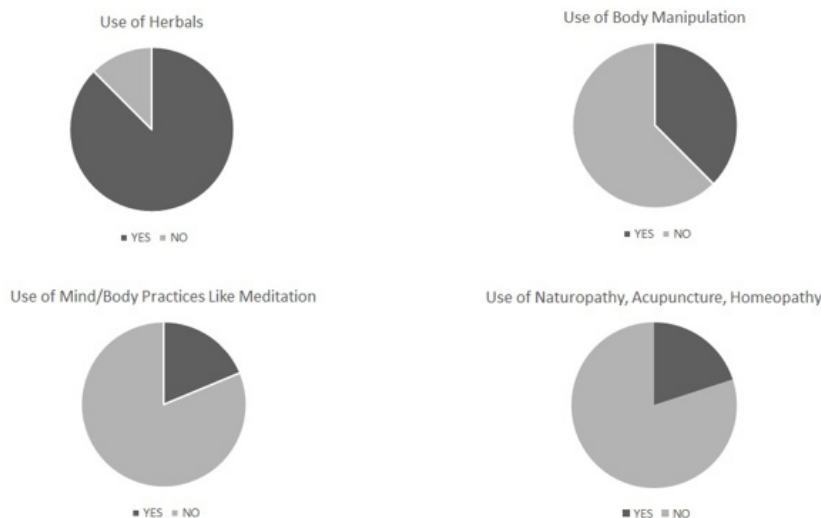 Use of Herbals
YES NO
Use of Body Manipulation
YES NO
Use of Mind/Body Practices Like Meditation
YES NO
Use of Naturopathy, Acupuncture, Homeopathy
YES NO